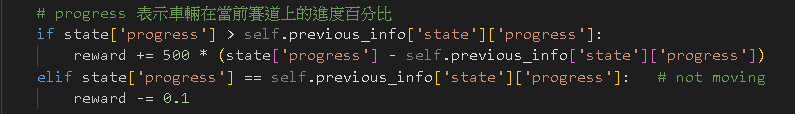 # progress 表示車輛在當前賽道上的進度百分比
if state['progress'] > self.previous_info['state']['progress']:
    reward += 500 * (state['progress'] - self.previous_info['state']['progress'])
elif state['progress'] == self.previous_info['state']['progress']:   # not moving
    reward -= 0.1